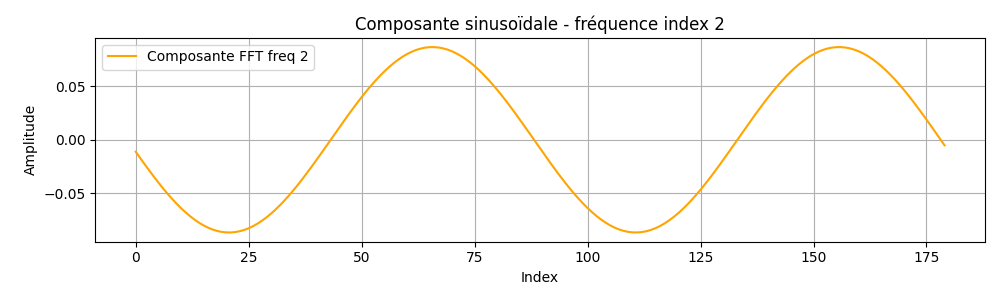 Composante sinusoïdale - fréquence index 2
Composante FFT freq 2
Amplitude
0.05
0.00
−0.05
0 25 50 75 100 125 150 175
Index